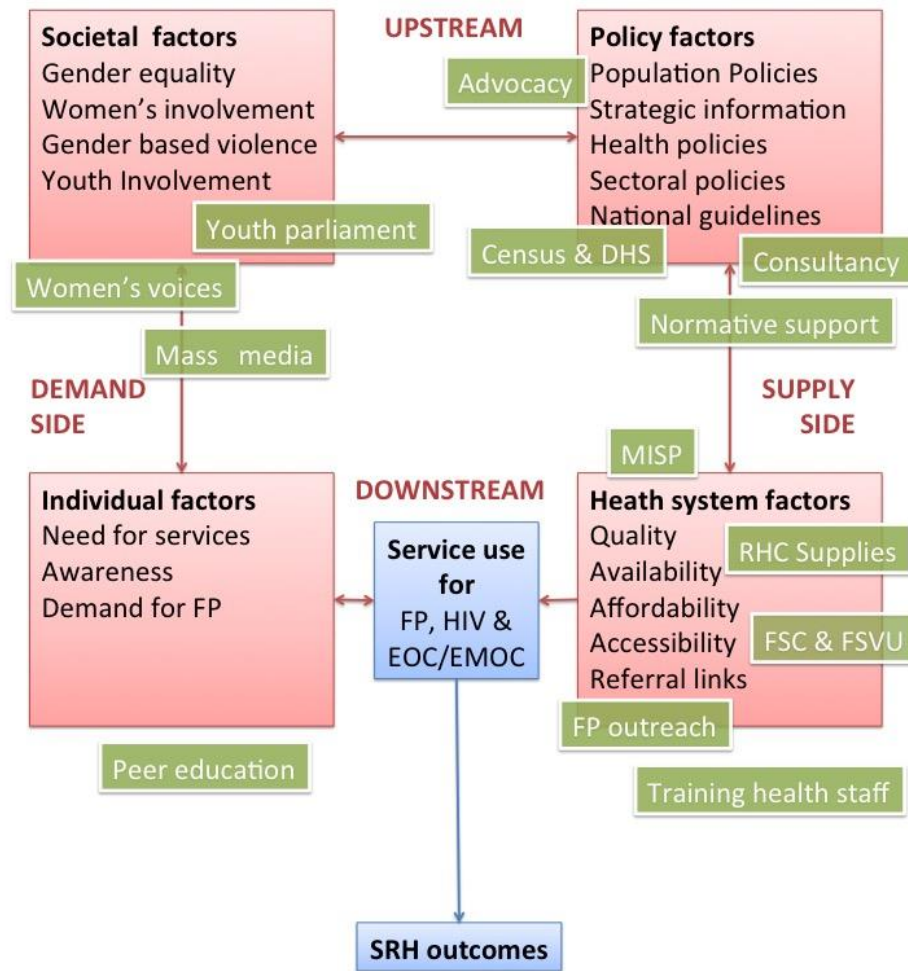 Societal factors
Gender equality
Women's involvement
Gender based violence
Youth Involvement
Youth parliament
Women's voices
Mass media
UPSTREAM
Advocacy
Policy factors
Population Policies
Strategic information
Health policies
Sectoral policies
National guidelines
Census & DHS
Consultancy
Normative support
DEMAND
SIDE
SUPPLY
SIDE
MISP
Individual factors
Need for services
Awareness
Demand for FP
Peer education
DOWNSTREAM
Service use
for
FP, HIV &
EOC/EMOC
Heath system factors
Quality
RHC Supplies
Availability
Affordability
Accessibility
FSC & FSVU
Referral links
FP outreach
Training health staff
SRH outcomes